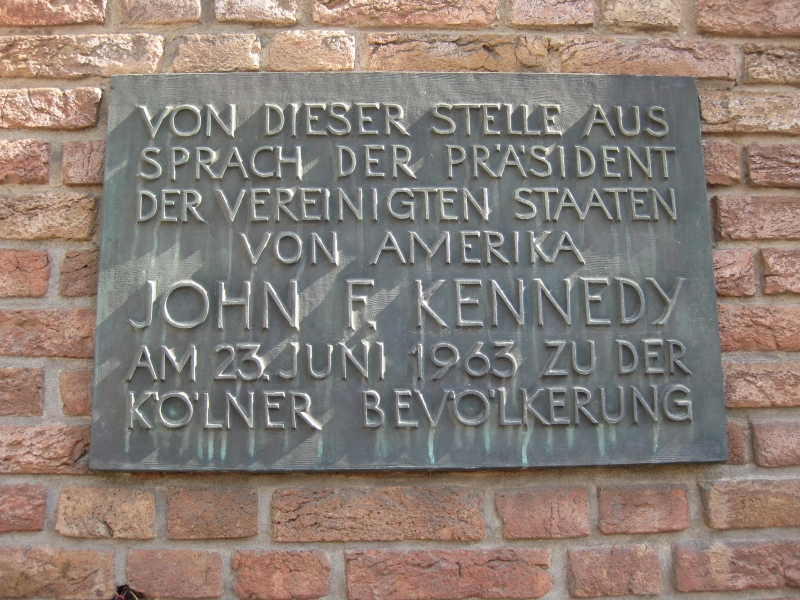 VON DIESER STELLE AUS
SPRACH DER PRÄSIDENT
DER VEREINIGTEN STAATEN
VON AMERIKA
JOHN F. KENNEDY
AM 23. JUNI 1963 ZU DER
KÖLNER BEVÖLKERUNG